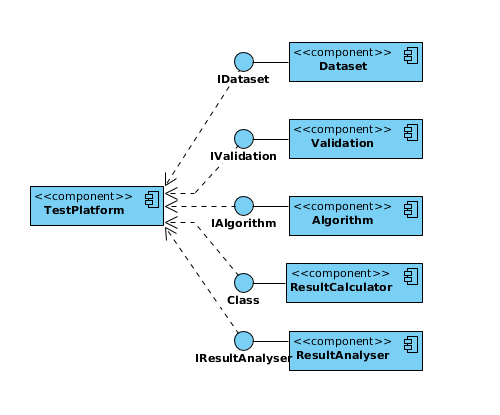 <<component>>
Dataset
IDataset
<<component>>
Validation
IValidation
<<component>>
TestPlatform
<<component>>
Algorithm
IAlgorithm
<<component>>
ResultCalculator
Class
<<component>>
ResultAnalyser
IResultAnalyser